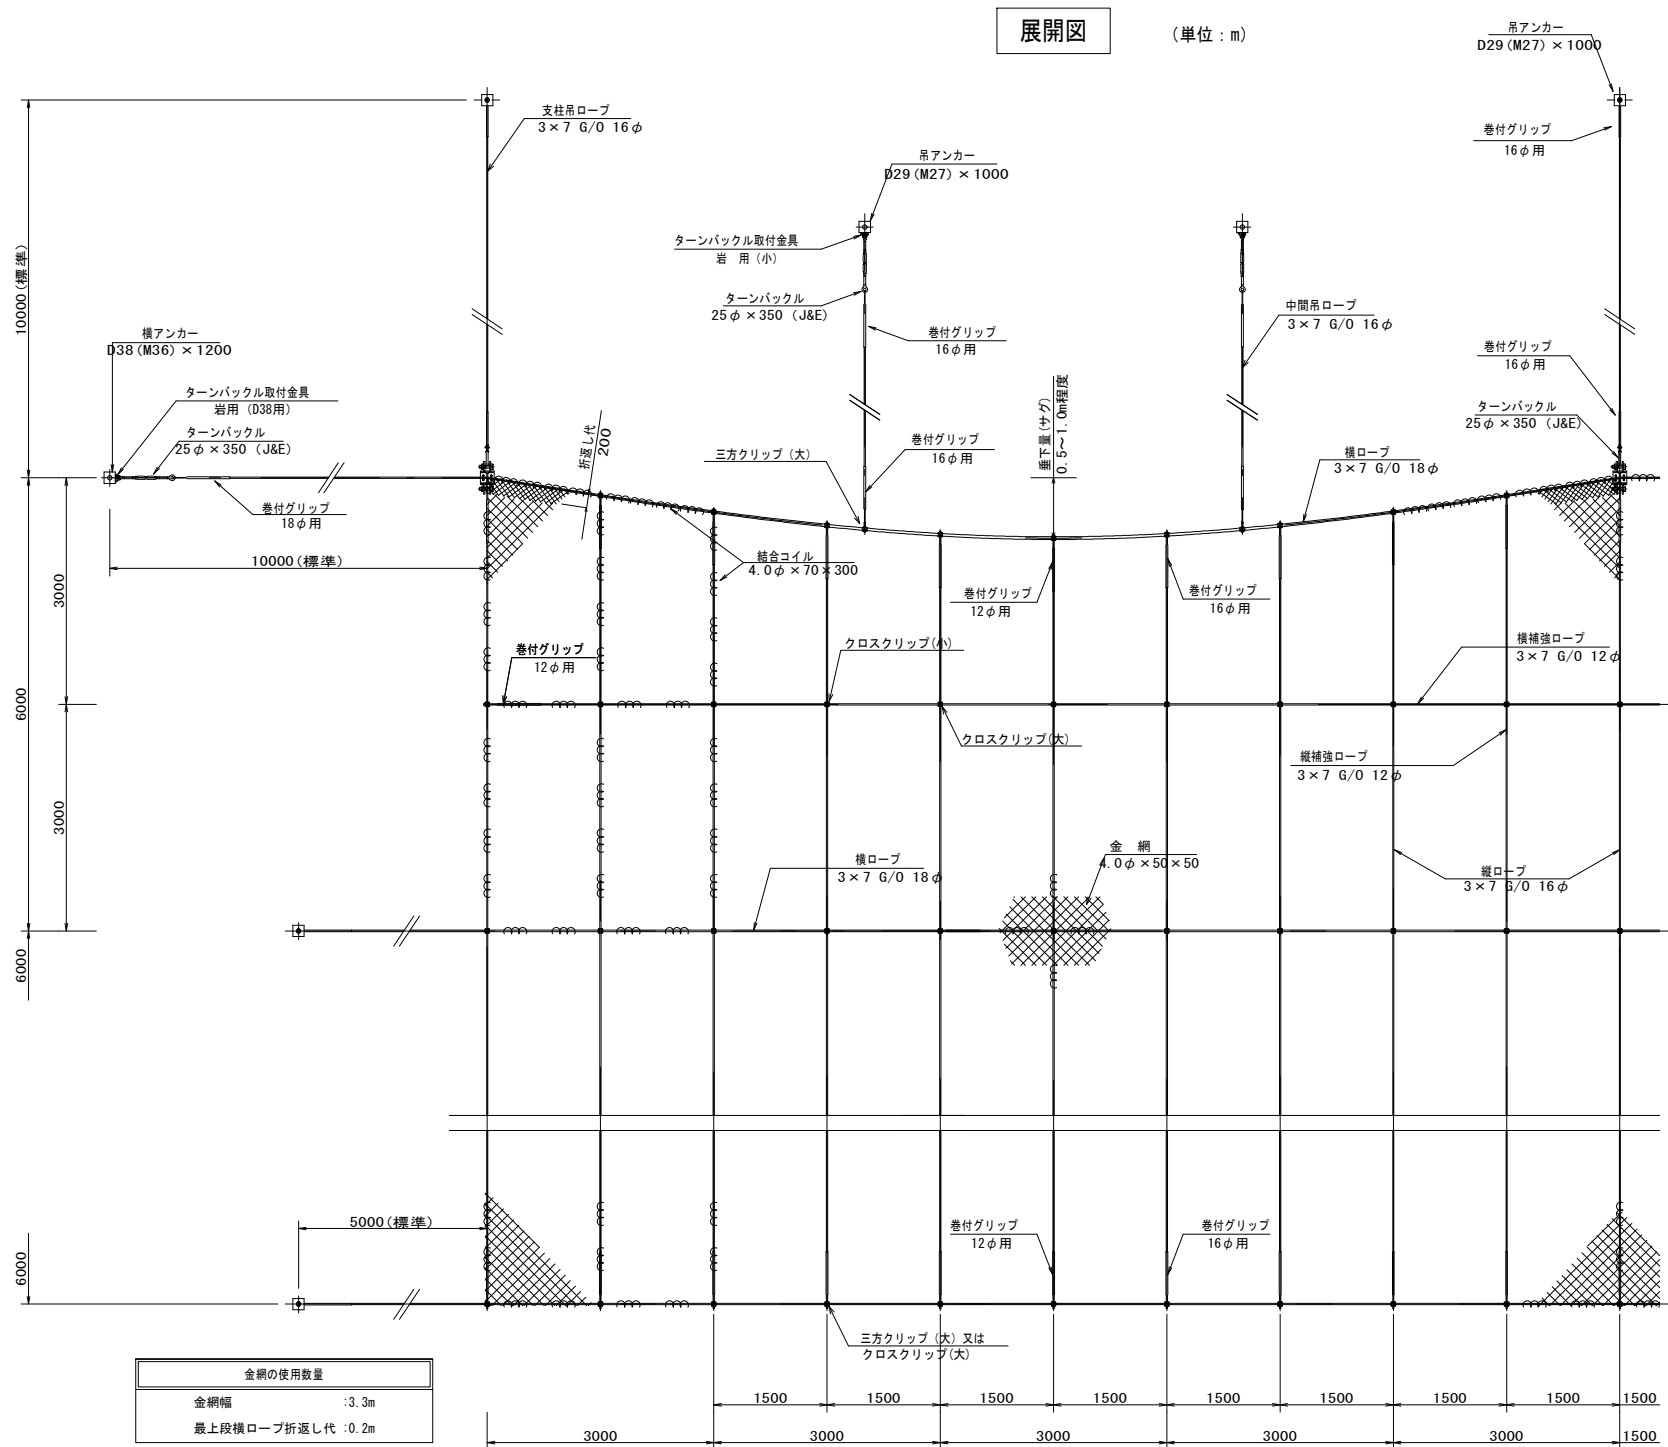 展開図
(単位:m)
吊アンカー
D29(M27)×1000
支柱吊ロープ
3×7 G/O 16φ
巻付グリップ
16φ用
吊アンカー
D29(M27)×1000
ターンバックル取付金具
岩 用(小)
ターンバックル
25φ×350 (J&E)
中間吊ロープ
3×7 G/O 16φ
巻付グリップ
16φ用
巻付グリップ
16φ用
10000(標準)
横アンカー
D38(M36)×1200
ターンバックル取付金具
岩用(D38用)
ターンバックル
25φ×350 (J&E)
巻付グリップ
18φ用
10000(標準)
折返し代
200
三方クリップ(大)
巻付グリップ
16φ用
垂下量(サグ)
0.5~1.0m程度
横ロープ
3×7 G/O 18φ
ターンバックル
25φ×350 (J&E)
結合コイル
4.0φ×70×300
巻付グリップ
12φ用
巻付グリップ
16φ用
3000
6000
巻付グリップ
12φ用
クロスクリップ(小)
横補強ロープ
3×7 G/O 12φ
クロスクリップ(大)
縦補強ロープ
3×7 G/O 12φ
3000
金 網
4.0φ×50×50
横ロープ
3×7 G/O 18φ
縦ロープ
3×7 G/O 16φ
6000
5000(標準)
巻付グリップ
12φ用
巻付グリップ
16φ用
6000
三方クリップ(大)又は
クロスクリップ(大)
金網の使用数量
金網幅 :3.3m
最上段横ロープ折返し代 :0.2m
1500 1500 1500 1500 1500 1500 1500 1500 1500
3000 3000 3000 3000 3000 1500